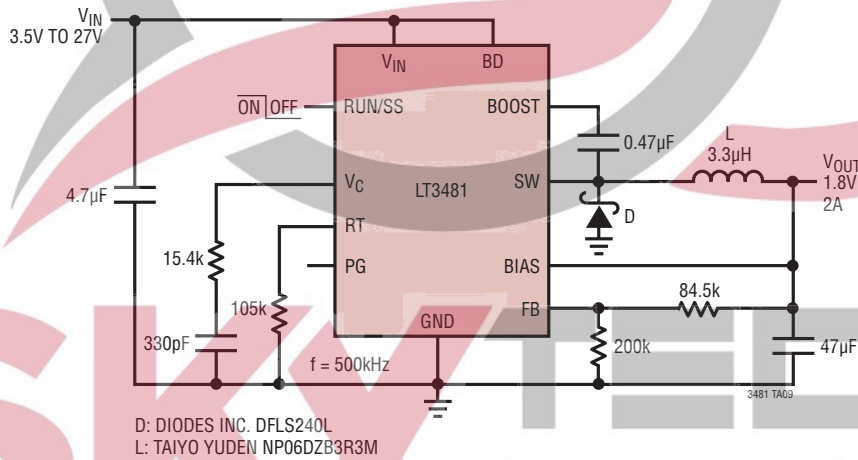 VIN
3.5V TO 27V
VIN
BD
ON OFF
RUN/SS
BOOST
0.47µF
L
3.3µH
VOUT
1.8V
2A
4.7µF
VC
LT3481
SW
D
RT
15.4k
PG
BIAS
105k
84.5k
FB
GND
330pF
f = 500kHz
200k
47µF
3481 TA09
D: DIODES INC. DFLS240L
L: TAIYO YUDEN NP06DZB3R3M
SKY TEL